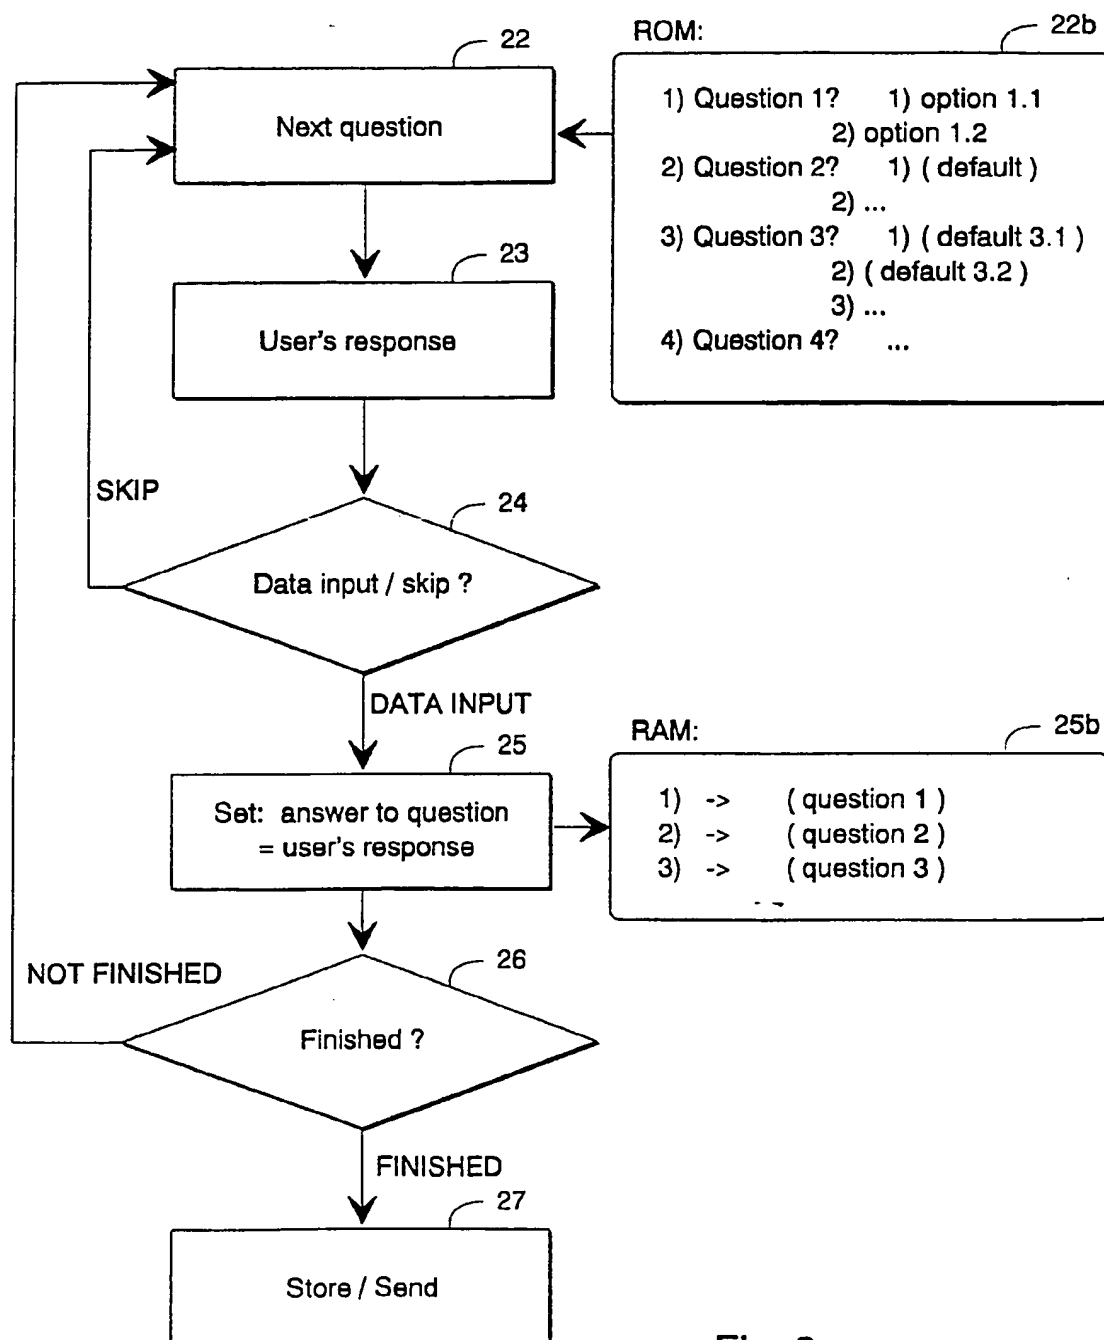 22
ROM:
22b
Next question
1) Question 1? 1) option 1.1
2) option 1.2
2) Question 2? 1) ( default )
2) ...
3) Question 3? 1) ( default 3.1 )
2) ( default 3.2 )
3) ...
4) Question 4? ...
23
User's response
SKIP
24
Data input / skip ?
DATA INPUT
25
RAM:
25b
Set: answer to question
= user's response
1) -> ( question 1 )
2) -> ( question 2 )
3) -> ( question 3 )
NOT FINISHED
26
Finished ?
FINISHED
27
Store / Send